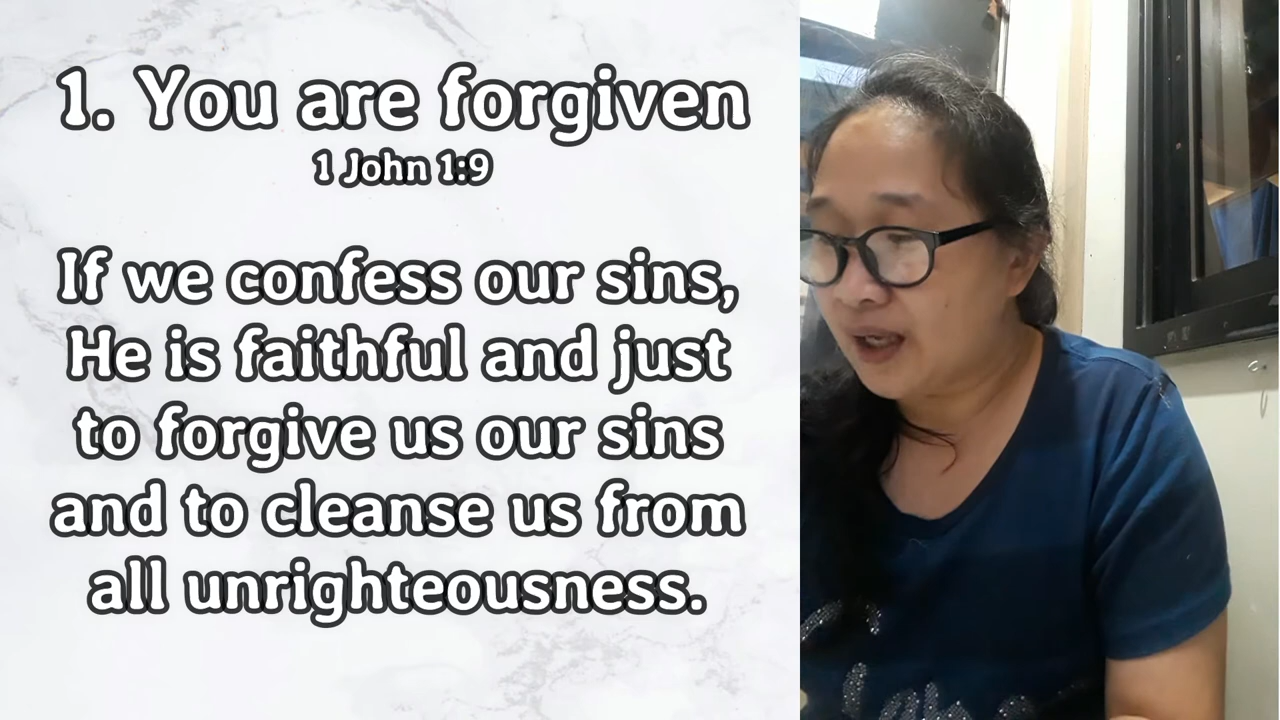 1. You are forgiven
1 John 1:9
If we confess our sins,
He is faithful and just
to forgive us our sins
and to cleanse us from
all unrighteousness.